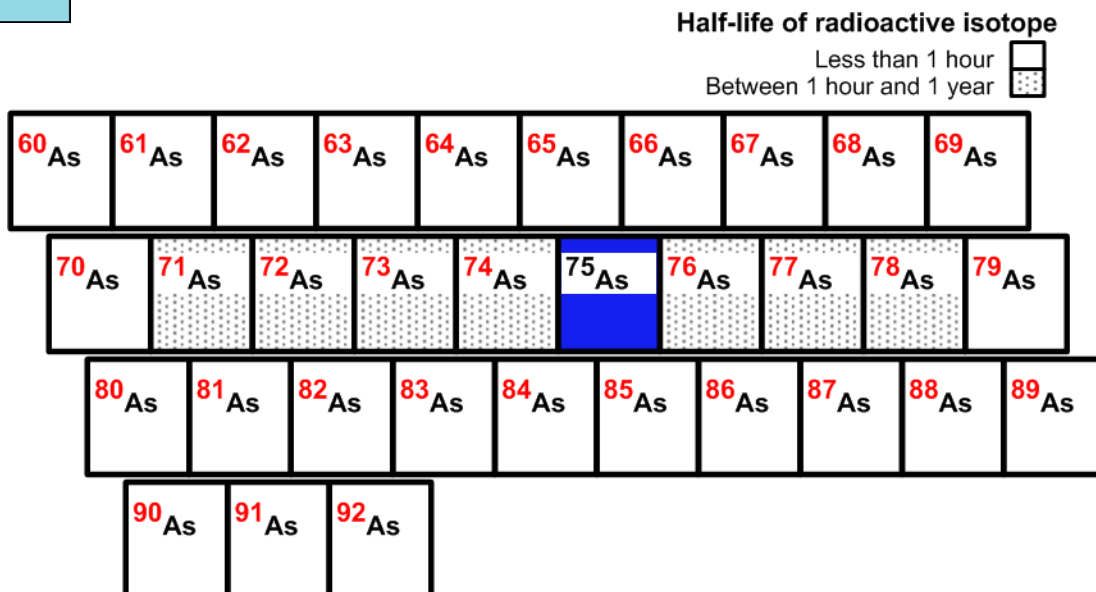 Half-life of radioactive isotope
Less than 1 hour
Between 1 hour and 1 year
60As 61As 62As 63As 64As 65As 66As 67As 68As 69As
70As 71As 72As 73As 74As 75As 76As 77As 78As 79As
80As 81As 82As 83As 84As 85As 86As 87As 88As 89As
90As 91As 92As